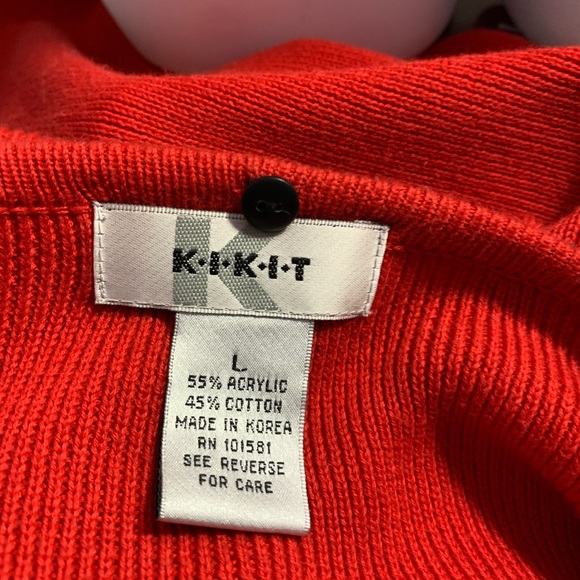 K
K·I·K·I·T
L
55% ACRYLIC
45% COTTON
MADE IN KOREA
RN 101581
SEE REVERSE
FOR CARE